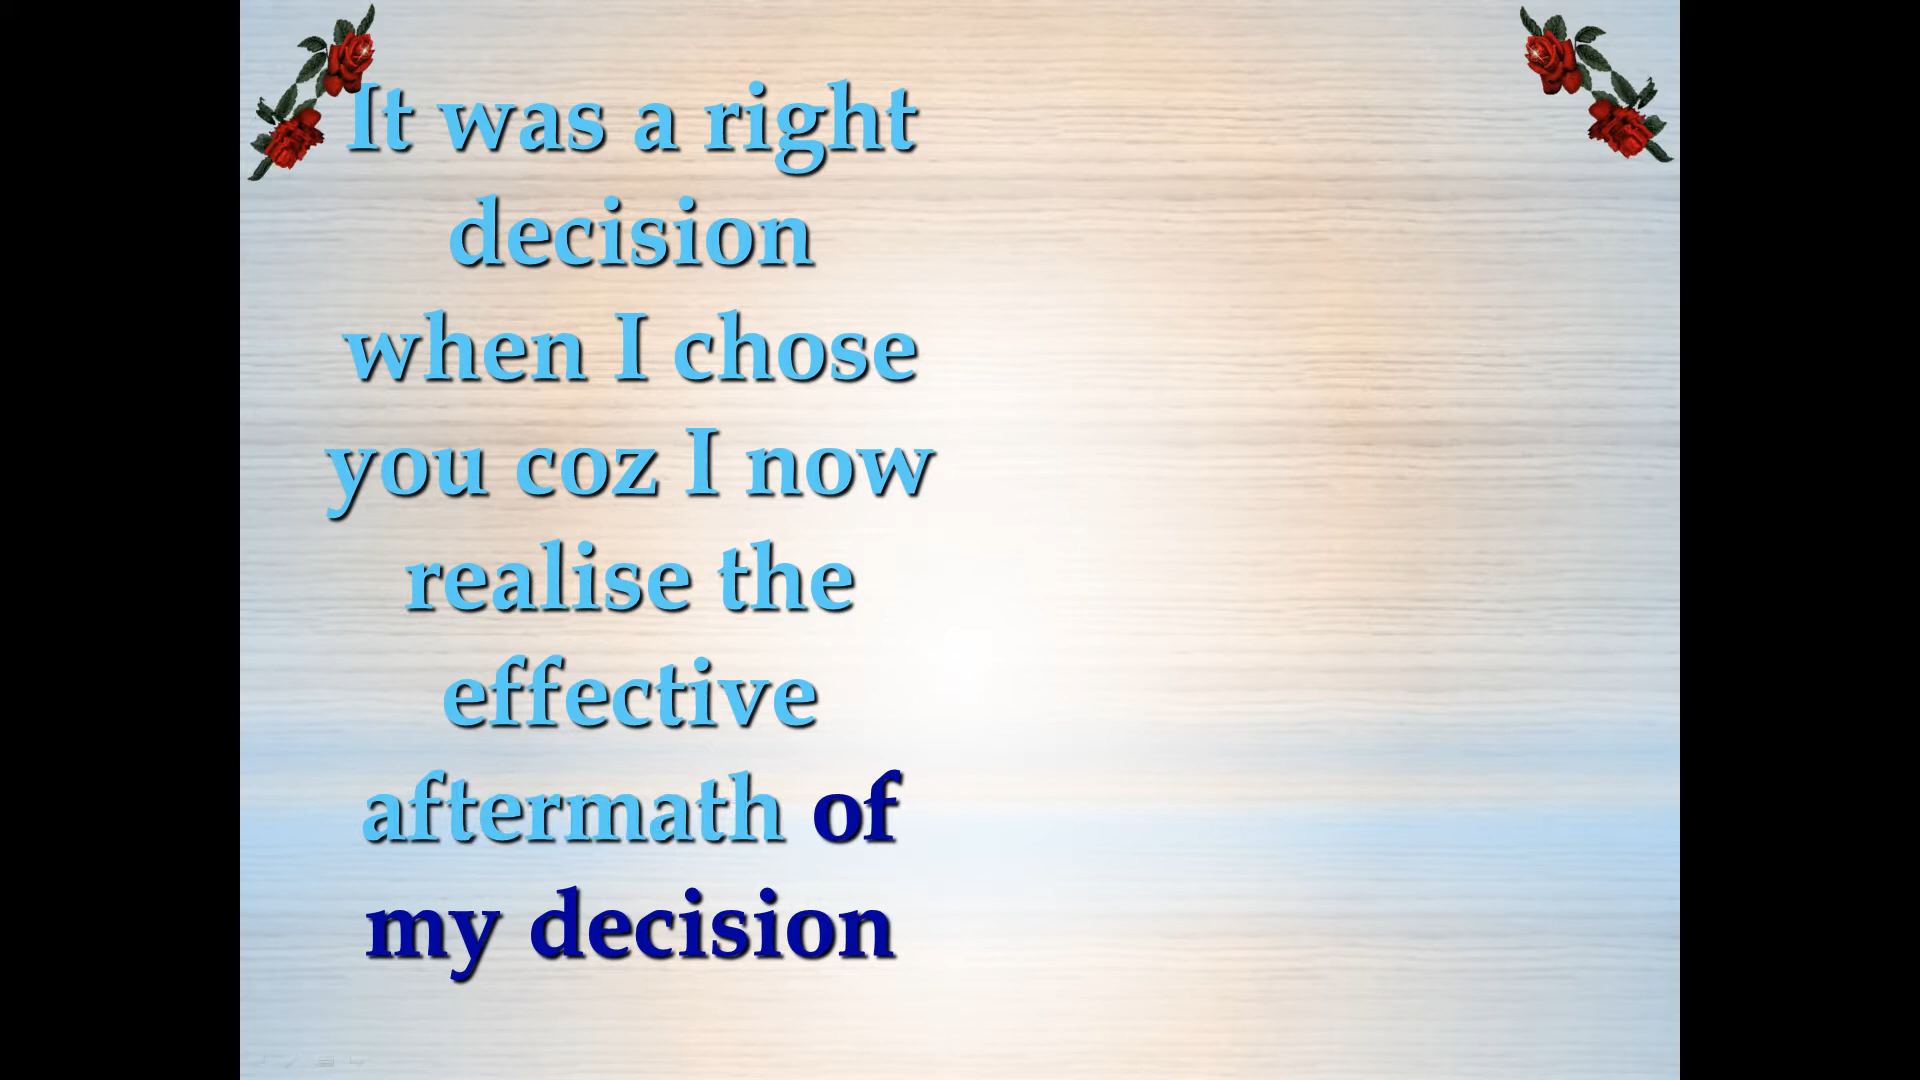 It was a right
decision
when I chose
you coz I now
realise the
effective
aftermath of
my decision